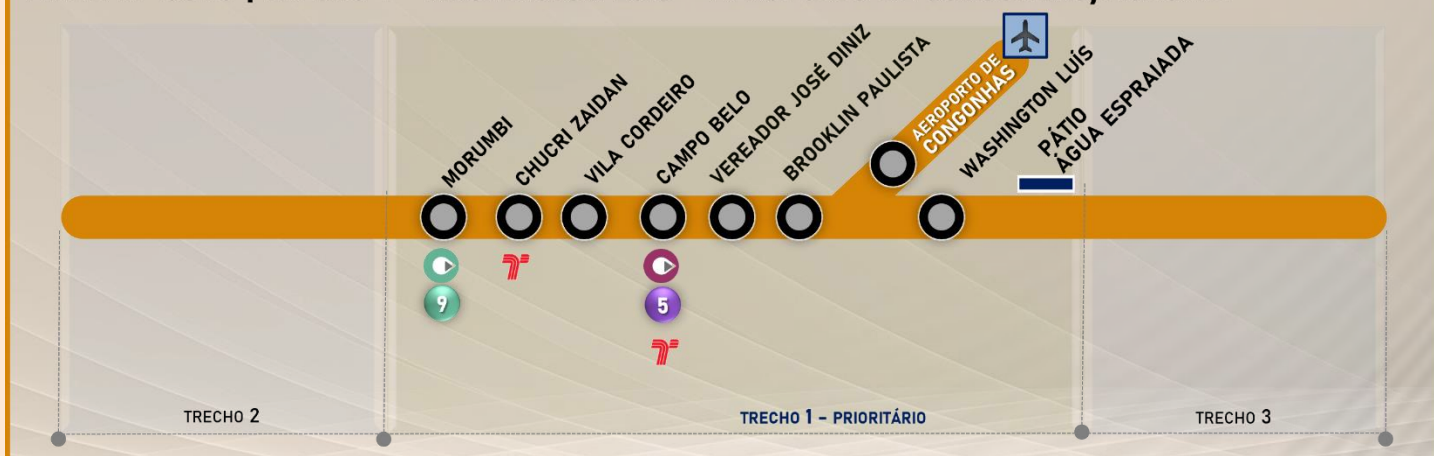 MORUMBI
CHUCRI ZAIDAN
VILA CORDEIRO
CAMPO BELO
VEREADOR JOSÉ DINIZ
BROOKLIN PAULISTA
AEROPORTO DE
CONGONHAS
WASHINGTON LUÍS
PÁTIO
ÁGUA ESPRAIADA
9
5
TRECHO 2
TRECHO 1 – PRIORITÁRIO
TRECHO 3